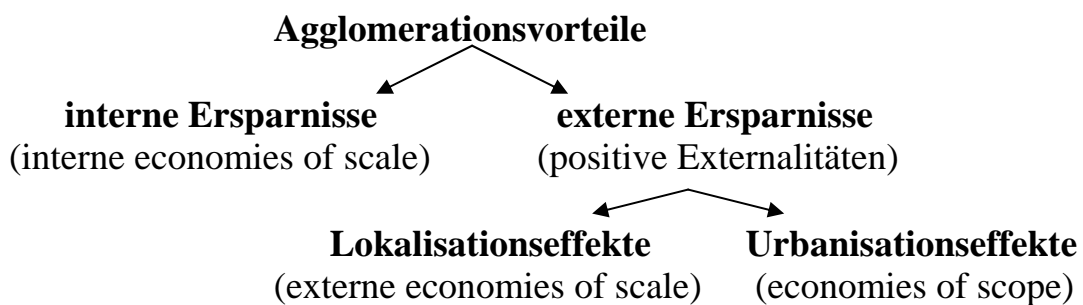 Agglomerationsvorteile
interne Ersparnisse
(interne economies of scale)
externe Ersparnisse
(positive Externalitäten)
Lokalisationseffekte
(externe economies of scale)
Urbanisationseffekte
(economies of scope)